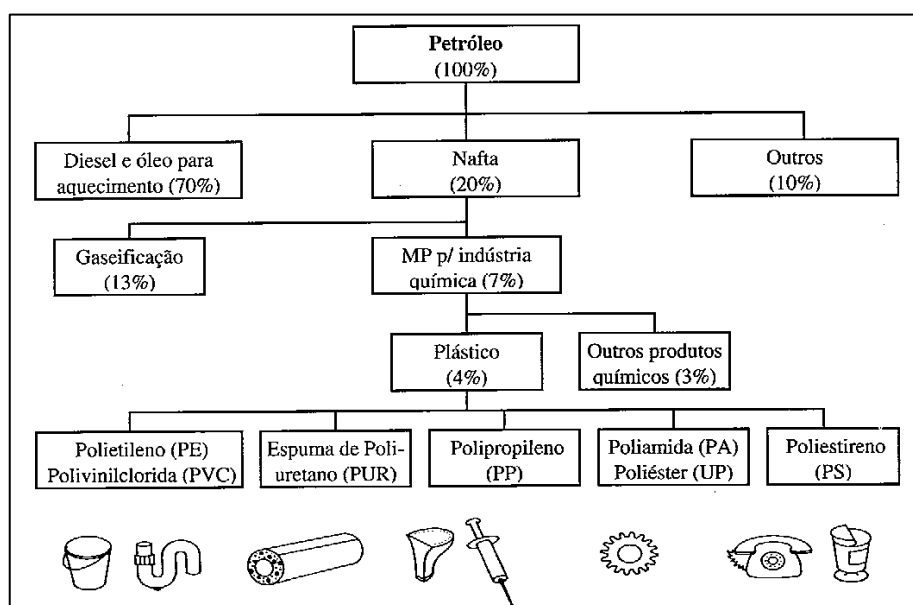 Petróleo
(100%)
Diesel e óleo para
aquecimento (70%)
Nafta
(20%)
Outros
(10%)
Gaseificação
(13%)
MP p/ indústria
química (7%)
Plástico
(4%)
Outros produtos
químicos (3%)
Polietileno (PE)
Polivinilclorida (PVC)
Espuma de Poli-
uretano (PUR)
Polipropileno
(PP)
Poliamida (PA)
Poliéster (UP)
Poliestireno
(PS)